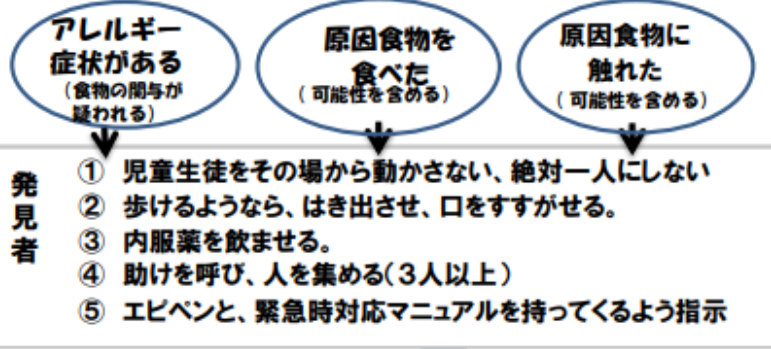 アレルギー
症状がある
（食物の関与が
疑われる）
原因食物を
食べた
（可能性を含める）
原因食物に
触れた
（可能性を含める）
発見者
① 児童生徒をその場から動かさない、絶対一人にしない
② 歩けるようなら、はき出させ、口をすすがせる。
③ 内服薬を飲ませる。
④ 助けを呼び、人を集める（３人以上）
⑤ エピペンと、緊急時対応マニュアルを持ってくるよう指示